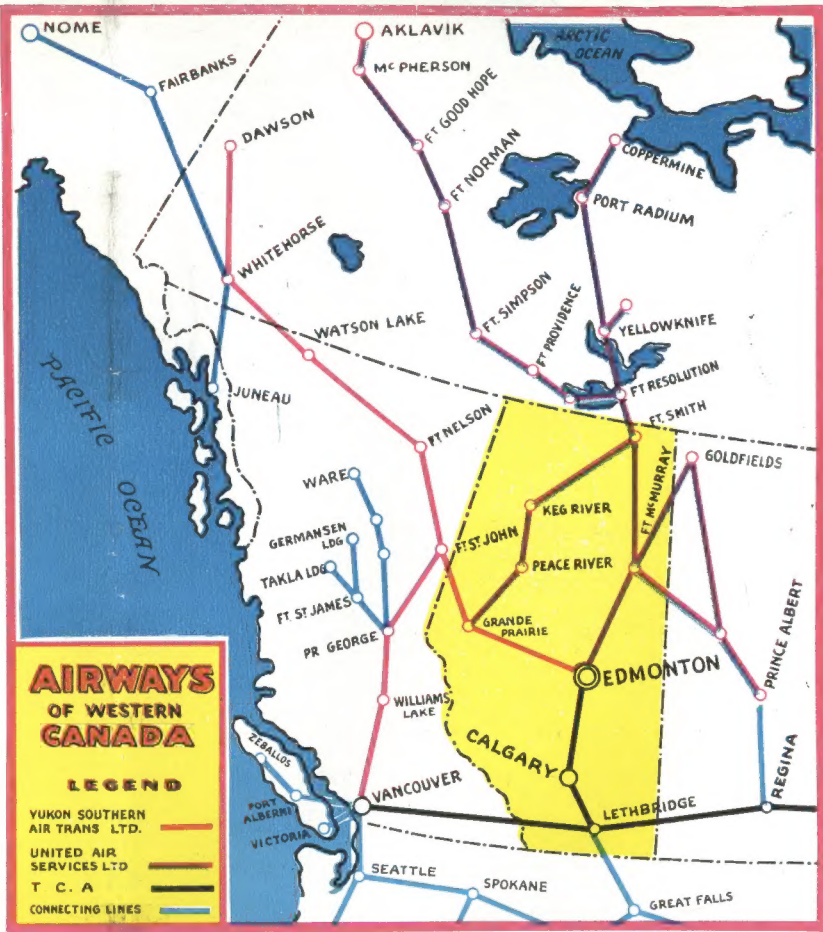 NOME
AKLAVIK
ARCTIC
OCEAN
FAIRBANKS
McPHERSON
DAWSON
FT GOOD HOPE
COPPERMINE
FT NORMAN
PORT RADIUM
WHITEHORSE
WATSON LAKE
FT. SIMPSON
FT PROVIDENCE
YELLOWKNIFE
PACIFIC
OCEAN
JUNEAU
FT RESOLUTION
FT. SMITH
FT NELSON
GOLDFIELDS
WARE
FT McMURRAY
KEG RIVER
GERMANSEN
LDG
FT ST JOHN
TAKLA LDG
PEACE RIVER
FT. ST. JAMES
GRANDE
PRAIRIE
PR GEORGE
PRINCE ALBERT
EDMONTON
WILLIAMS
LAKE
CALGARY
REGINA
ZEBALLOS
VANCOUVER
PORT
ALBERNI
LETHBRIDGE
VICTORIA
SEATTLE
SPOKANE
GREAT FALLS
AIRWAYS
OF WESTERN
CANADA
LEGEND
YUKON SOUTHERN
AIR TRANS LTD.
UNITED AIR
SERVICES LTD
T C. A
CONNECTING LINES